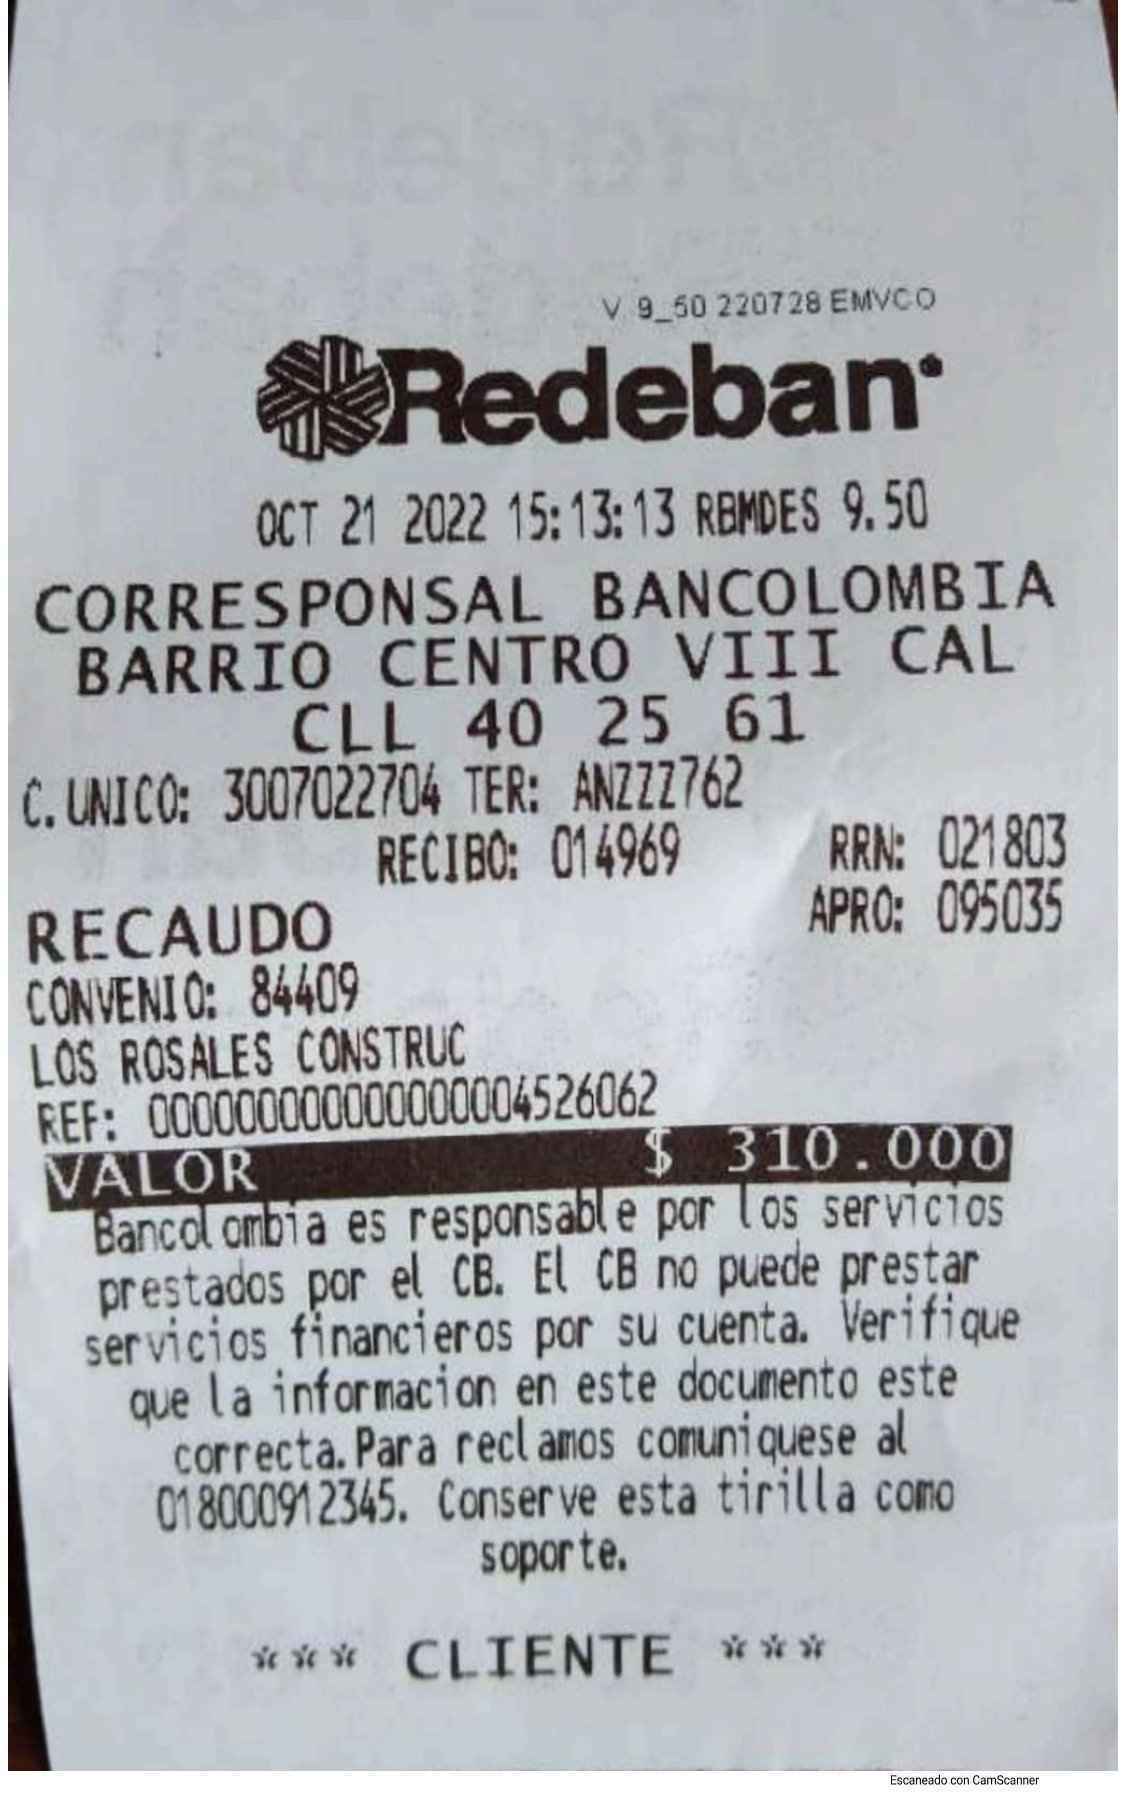 V 9_50 220728 EMVCO
Redeban
OCT 21 2022 15:13:13 RBMDES 9.50
CORRESPONSAL BANCOLOMBIA
BARRIO CENTRO VIII CAL
CLL 40 25 61
C. UNICO: 3007022704 TER: ANZZZ762
RECIBO: 014969 RRN: 021803
RECAUDO APRO: 095035
CONVENIO: 84409
LOS ROSALES CONSTRUC
REF: 00000000000000004526062
VALOR $ 310.000
Bancolombia es responsable por los servicios
prestados por el CB. El CB no puede prestar
servicios financieros por su cuenta. Verifique
que la informacion en este documento este
correcta. Para reclamos comuniquese al
018000912345. Conserve esta tirilla como
soporte.
*** CLIENTE ***
Escaneado con CamScanner